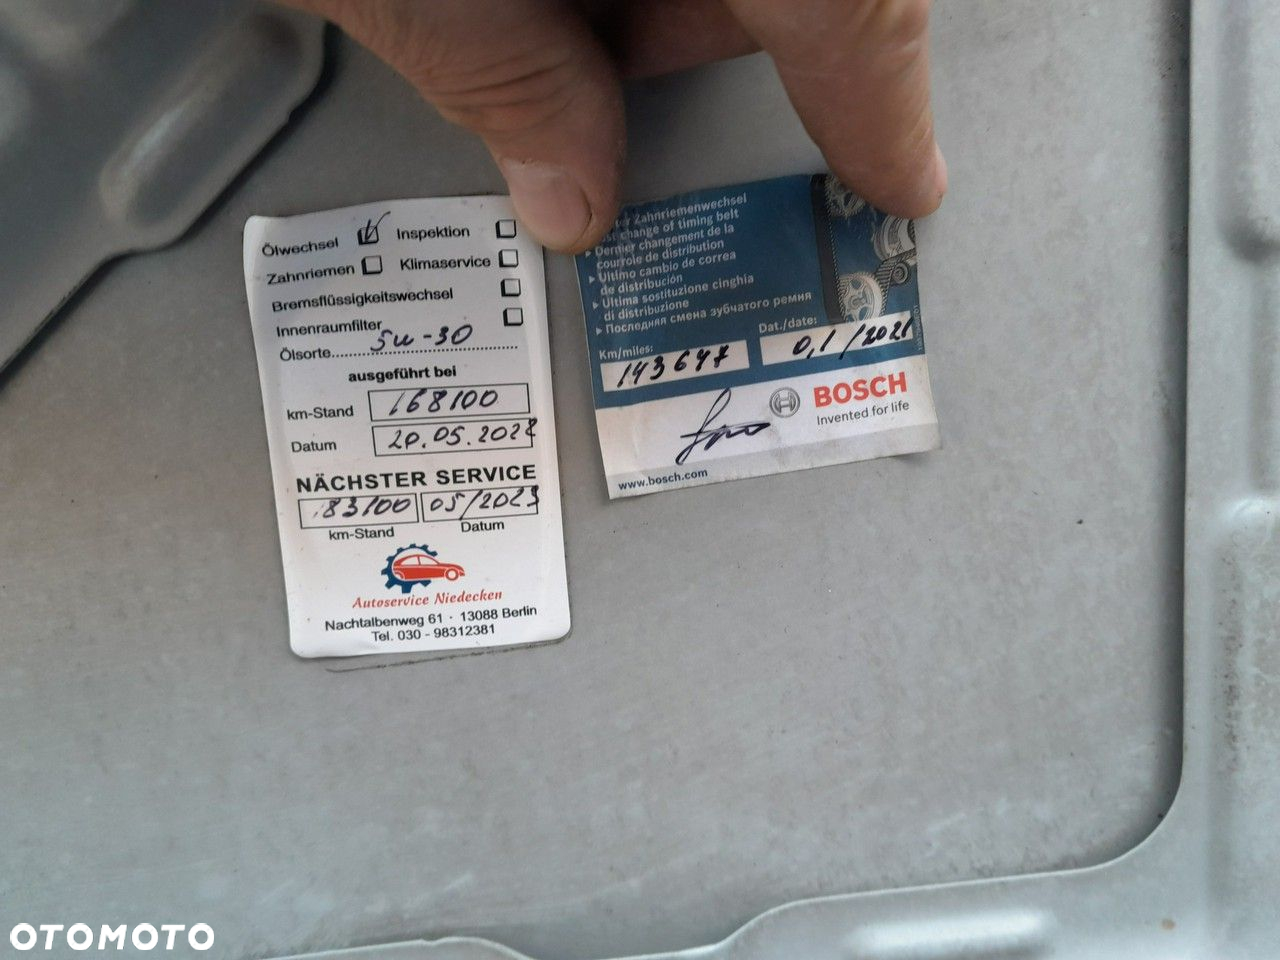 Ölwechsel Inspektion
Zahnriemen Klimaservice
Bremsflüssigkeitswechsel
Innenraumfilter
Ölsorte 5w-30
ausgeführt bei
km-Stand 168100
Datum 20.05.2022
NÄCHSTER SERVICE
183100 05/2023
km-Stand Datum
Autoservice Niedecken
Nachtalbenweg 61 · 13088 Berlin
Tel. 030 - 98312381
Zahnriemenwechsel
change of timing belt
▸ Dernier changement de la
courroie de distribution
▸ Ultimo cambio de correa
de distribución
▸ Ultima sostituzione cinghia
di distribuzione
▸ Последняя смена зубчатого ремня
Km/miles: Dat./date:
143647 0,1/2021
BOSCH
Invented for life
www.bosch.com
OTOMOTO